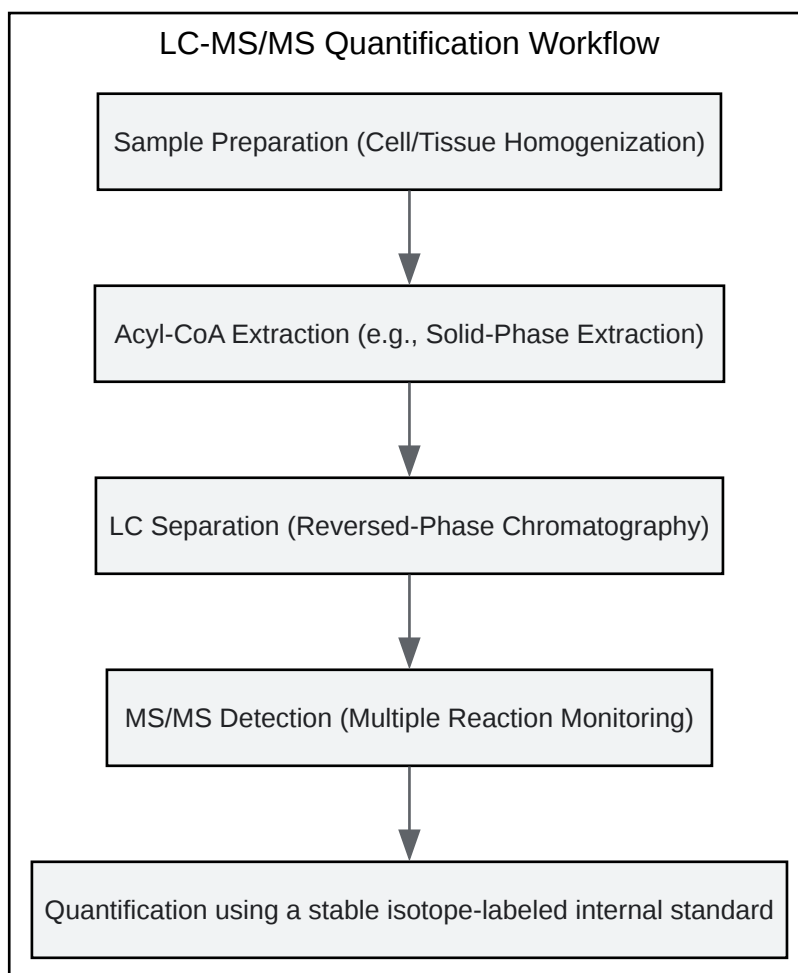 LC-MS/MS Quantification Workflow
Sample Preparation (Cell/Tissue Homogenization)
Acyl-CoA Extraction (e.g., Solid-Phase Extraction)
LC Separation (Reversed-Phase Chromatography)
MS/MS Detection (Multiple Reaction Monitoring)
Quantification using a stable isotope-labeled internal standard